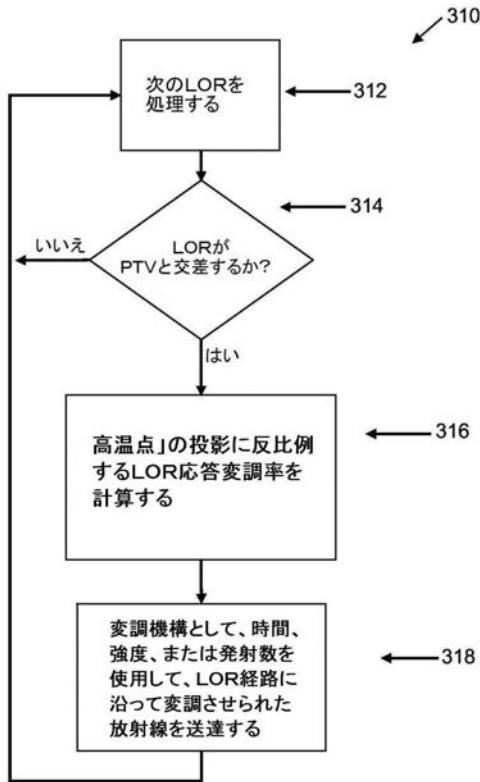 310
次のLORを
処理する
312
314
LORが
PTVと交差するか?
いいえ
はい
高温点」の投影に反比例
するLOR応答変調率を
計算する
316
変調機構として、時間、
強度、または発射数を
使用して、LOR経路に
沿って変調させられた
放射線を送達する
318